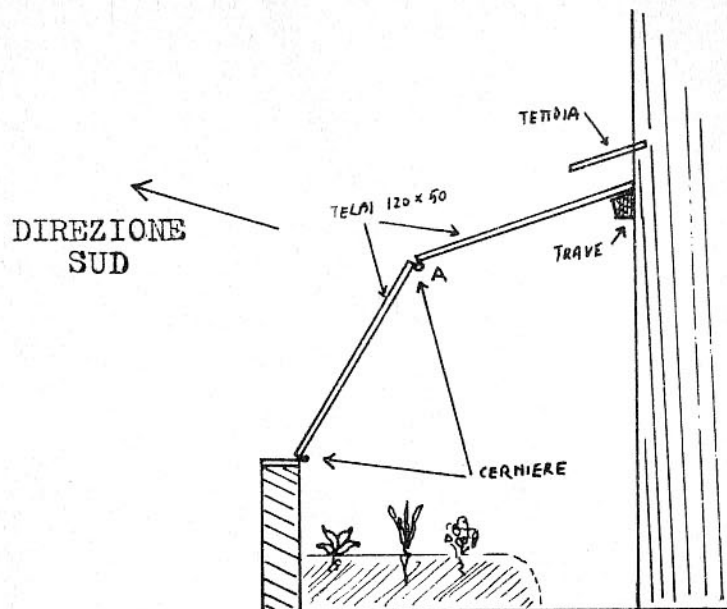 TETTOIA
TELAI 120 x 50
DIREZIONE
SUD
TRAVE
A
CERNIERE